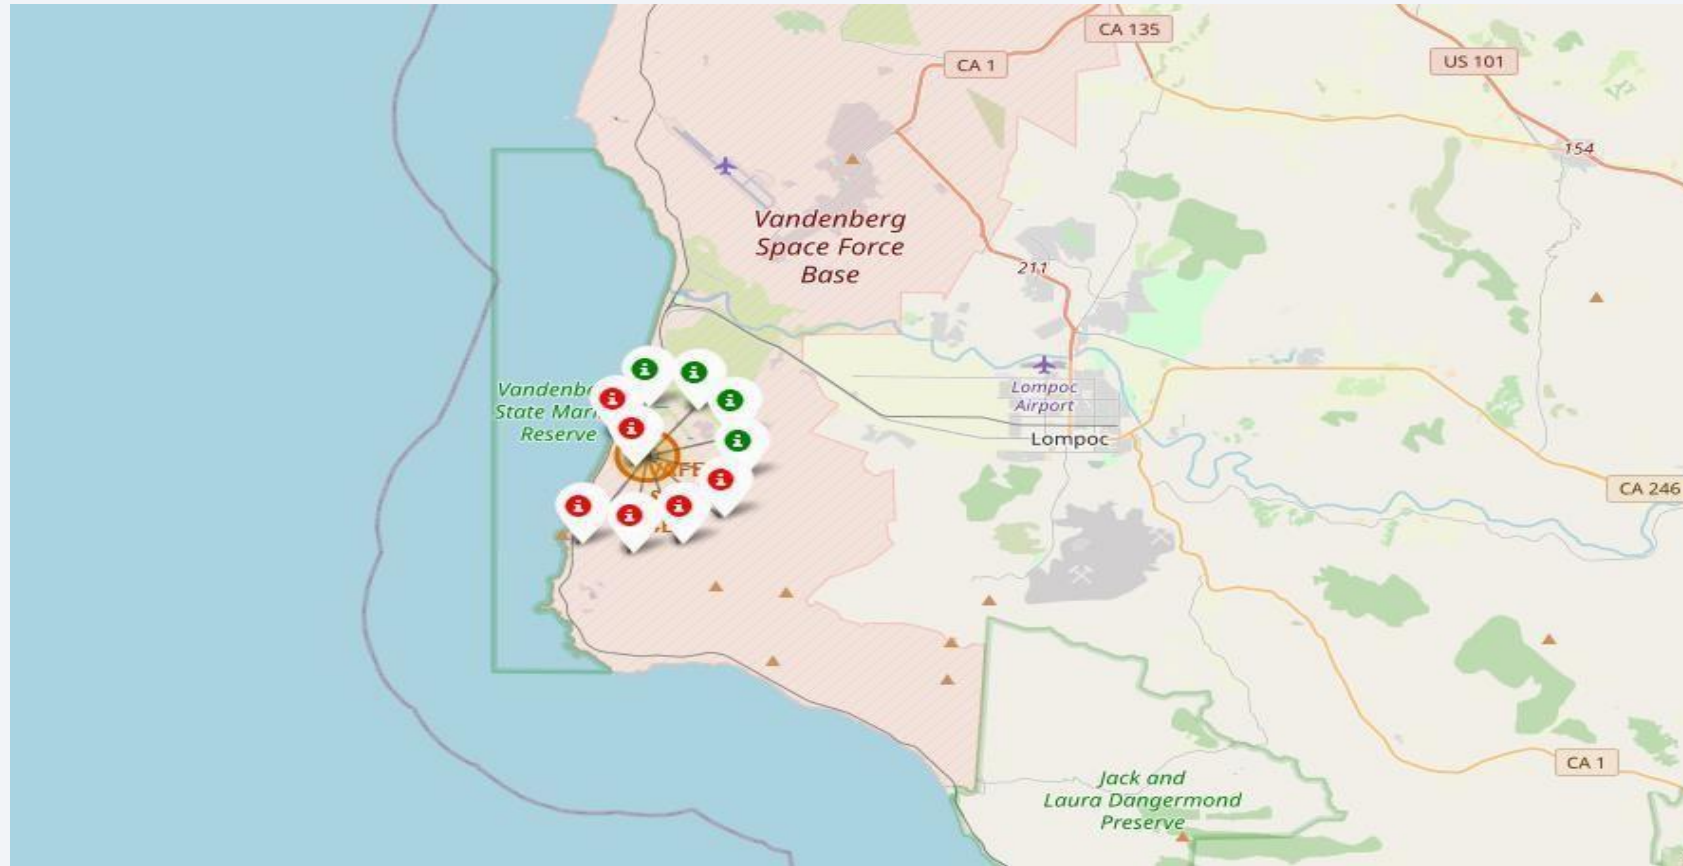 CA 135
CA 1
US 101
154
Vandenberg
Space Force
Base
211
Lompoc
Airport
State
Reserve
Lompoc
CA 246
CA 1
Jack and
Laura Dangermond
Preserve